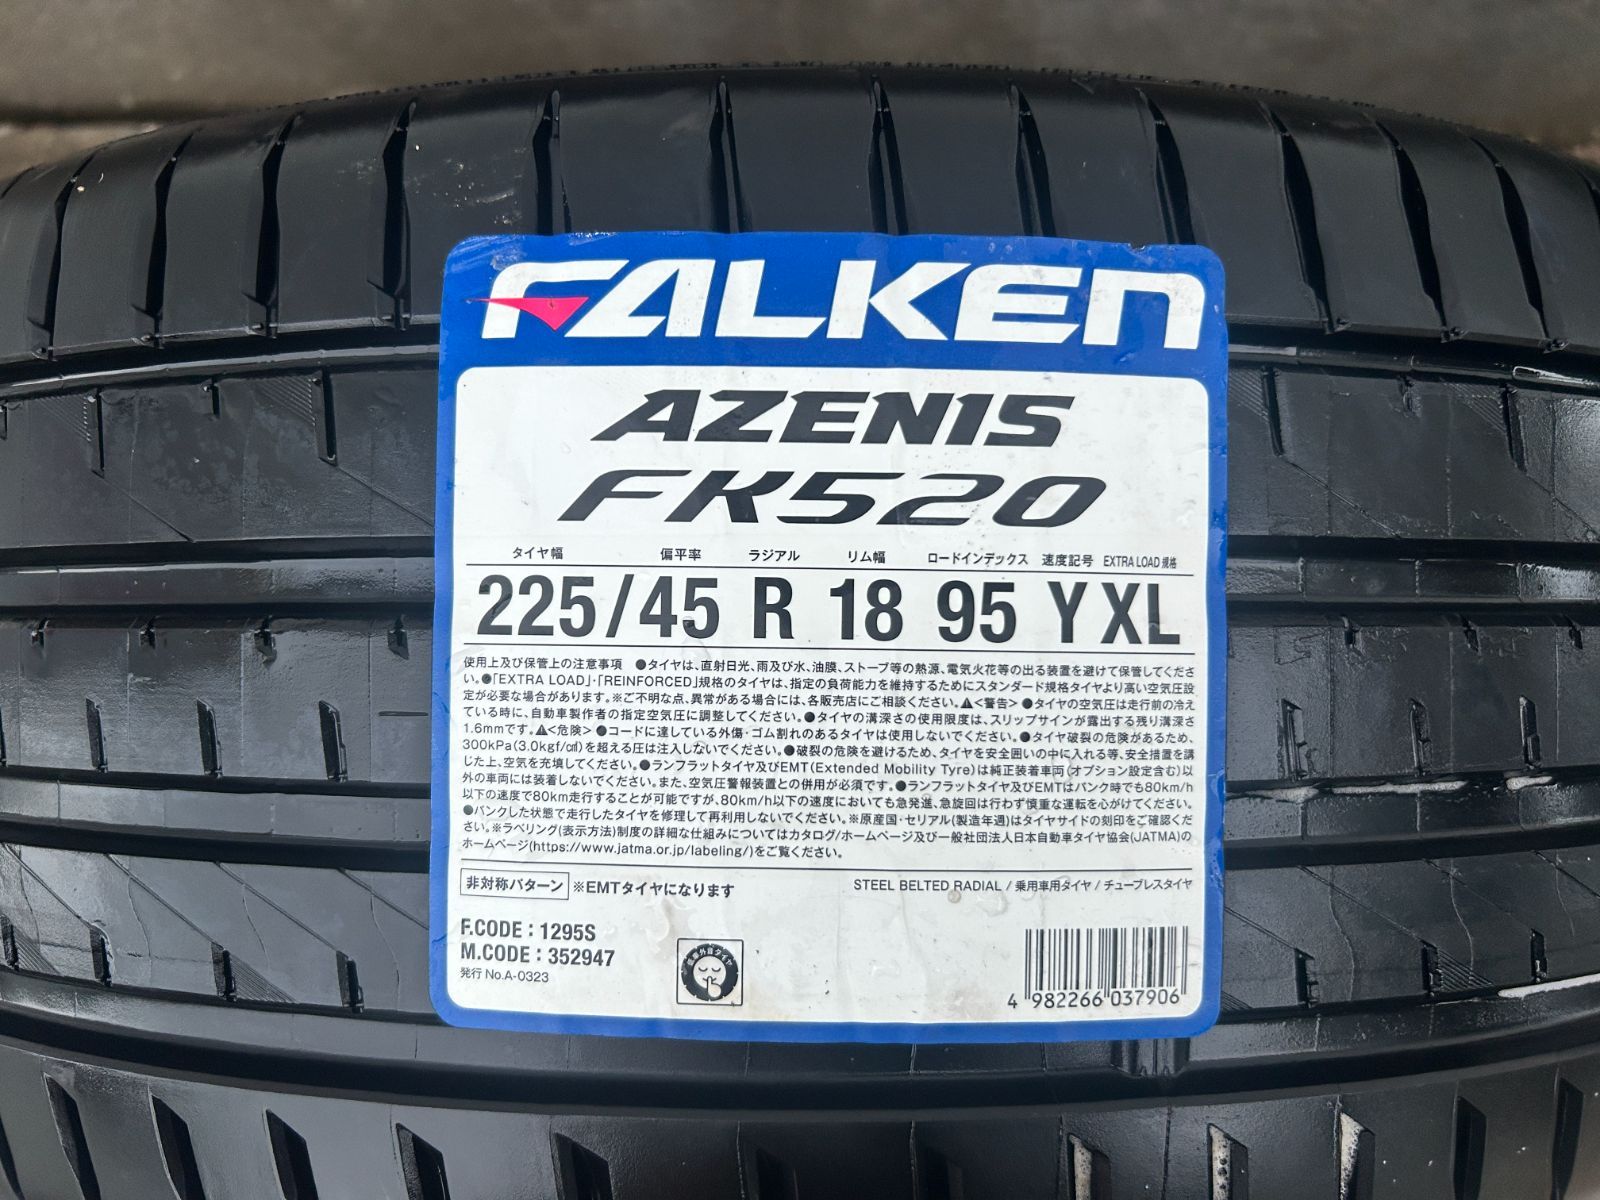 FALKEN
AZENIS
FK520
タイヤ幅 偏平率 ラジアル リム幅 ロードインデックス 速度記号 EXTRA LOAD 規格
225/45 R 18 95 Y XL
使用上及び保管上の注意事項 ●タイヤは、直射日光、雨及び水、油膜、ストーブ等の熱源、電気火花等の出る装置を避けて保管してくださ
い。●「EXTRA LOAD」・「REINFORCED」規格のタイヤは、指定の負荷能力を維持するためにスタンダード規格タイヤより高い空気圧設
定が必要な場合があります。※ご不明な点、異常がある場合には、各販売店にご相談ください。⚠<警告> ●タイヤの空気圧は走行前の冷え
ている時に、自動車製作者の指定空気圧に調整してください。●タイヤの溝深さの使用限度は、スリップサインが露出する残り溝深さ
1.6mmです。⚠<危険> ●コードに達している外傷・ゴム割れのあるタイヤは使用しないでください。●タイヤ破裂の危険があるため、
300kPa(3.0kgf/㎠)を超える圧は注入しないでください。●破裂の危険を避けるため、タイヤを安全囲いの中に入れる等、安全措置を講
じた上、空気を充填してください。●ランフラットタイヤ及びEMT(Extended Mobility Tyre)は純正装着車両(オプション設定含む)以
外の車両には装着しないでください。また、空気圧警報装置との併用が必須です。●ランフラットタイヤ及びEMTはパンク時でも80km/h
以下の速度で80km走行することが可能ですが、80km/h以下の速度においても急発進、急旋回は行わず慎重な運転を心がけてください。
●パンクした状態で走行したタイヤを修理して再利用しないでください。※原産国・セリアル(製造年週)はタイヤサイドの刻印をご確認くだ
さい。※ラベリング(表示方法)制度の詳細な仕組みについてはカタログ/ホームページ及び一般社団法人日本自動車タイヤ協会(JATMA)の
ホームページ(https://www.jatma.or.jp/labeling/)をご覧ください。
非対称パターン ※EMTタイヤになります
STEEL BELTED RADIAL / 乗用車用タイヤ / チューブレスタイヤ
F.CODE : 1295S
M.CODE : 352947
発行 No.A-0323
4 982266 037906